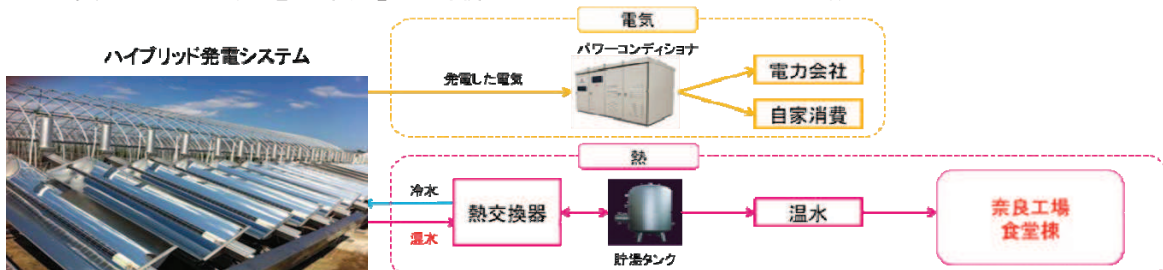 電気
パワーコンディショナ
ハイブリッド発電システム
発電した電気
電力会社
自家消費
熱
冷水
熱交換器
温水
貯湯タンク
温水
奈良工場
食堂棟